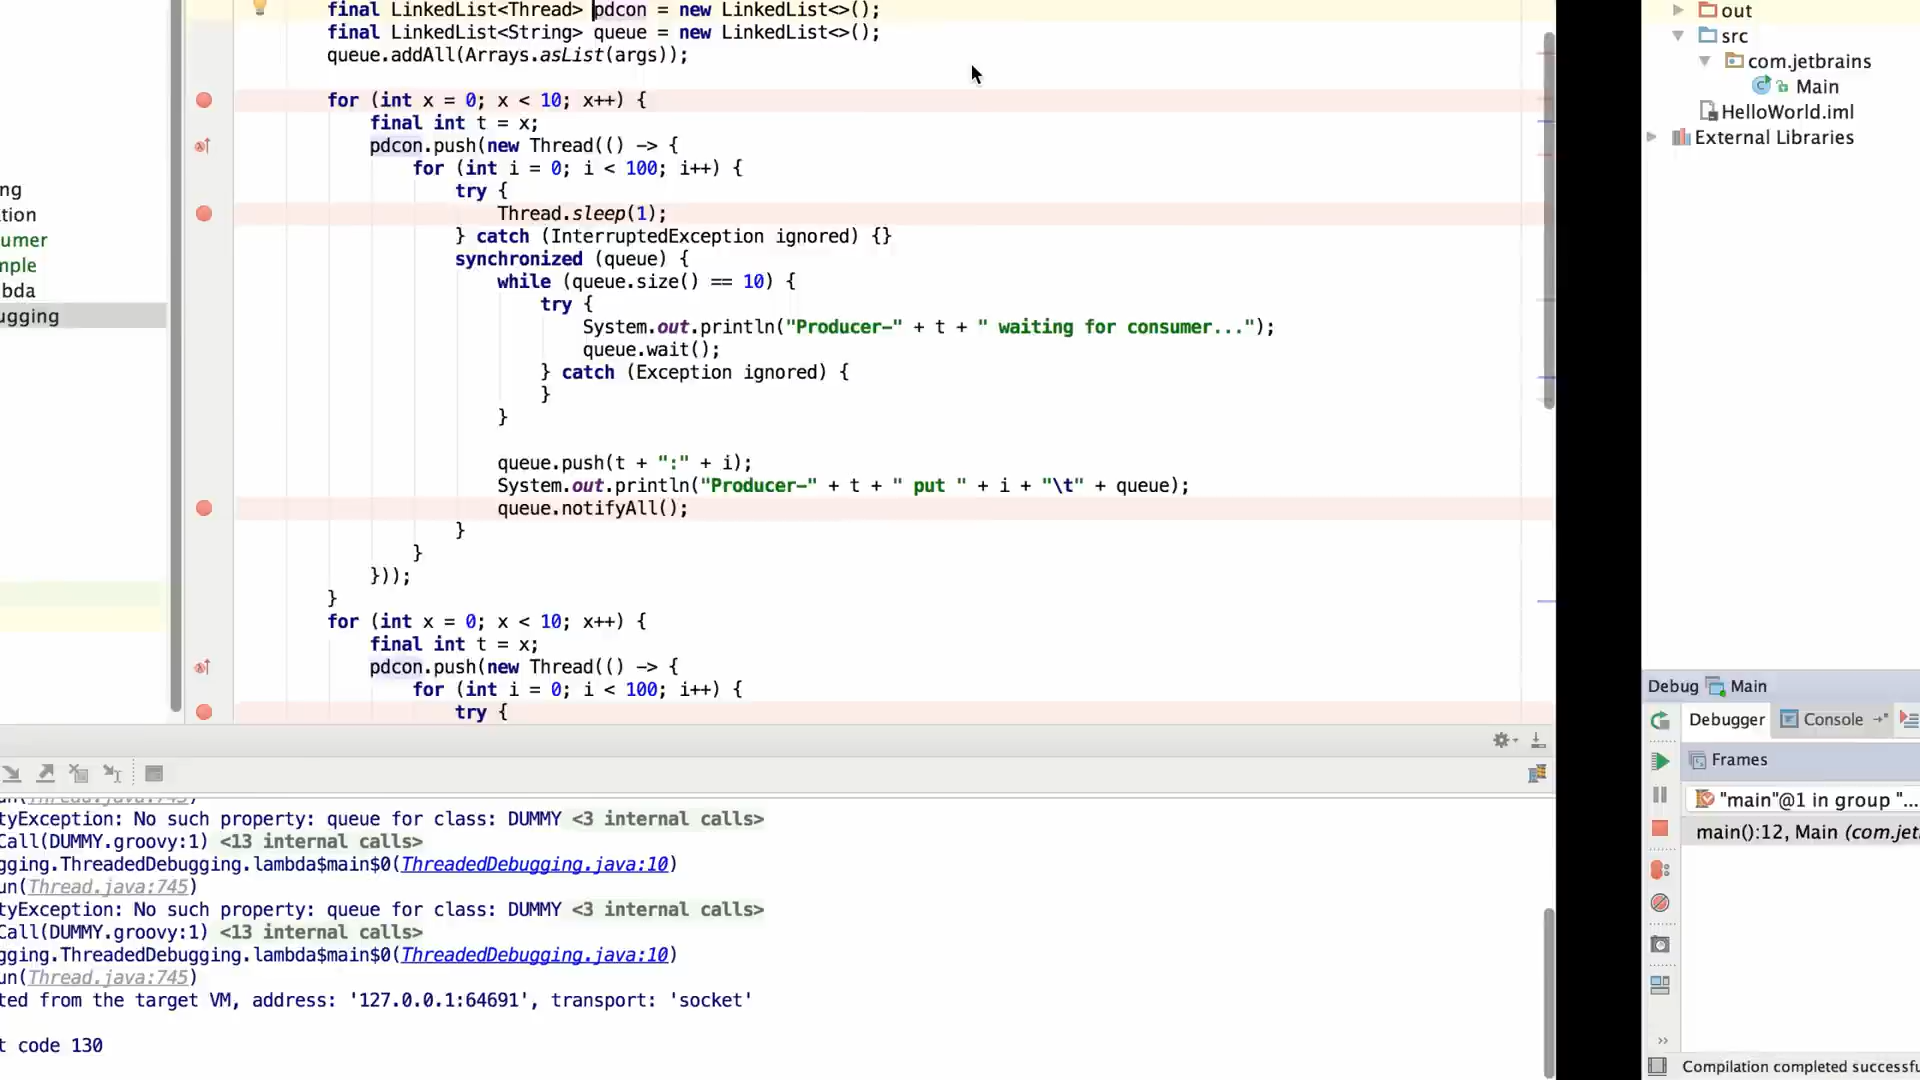 final LinkedList<Thread> pdcon = new LinkedList<>();
final LinkedList<String> queue = new LinkedList<>();
queue.addAll(Arrays.asList(args));
for (int x = 0; x < 10; x++) {
final int t = x;
pdcon.push(new Thread(() -> {
for (int i = 0; i < 100; i++) {
try {
Thread.sleep(1);
} catch (InterruptedException ignored) {}
synchronized (queue) {
while (queue.size() == 10) {
try {
System.out.println("Producer-" + t + " waiting for consumer...");
queue.wait();
} catch (Exception ignored) {
}
}
queue.push(t + ":" + i);
System.out.println("Producer-" + t + " put " + i + "\t" + queue);
queue.notifyAll();
}
}
}));
}
for (int x = 0; x < 10; x++) {
final int t = x;
pdcon.push(new Thread(() -> {
for (int i = 0; i < 100; i++) {
try {
ng
tion
umer
mple
bda
ugging
un(Thread.java:745)
tyException: No such property: queue for class: DUMMY <3 internal calls>
Call(DUMMY.groovy:1) <13 internal calls>
gging.ThreadedDebugging.lambda$main$0(ThreadedDebugging.java:10)
un(Thread.java:745)
tyException: No such property: queue for class: DUMMY <3 internal calls>
Call(DUMMY.groovy:1) <13 internal calls>
gging.ThreadedDebugging.lambda$main$0(ThreadedDebugging.java:10)
un(Thread.java:745)
ted from the target VM, address: '127.0.0.1:64691', transport: 'socket'
t code 130
out
src
com.jetbrains
Main
HelloWorld.iml
External Libraries
Debug Main
Debugger Console
Frames
"main"@1 in group "...
main():12, Main (com.jet
Compilation completed successfu